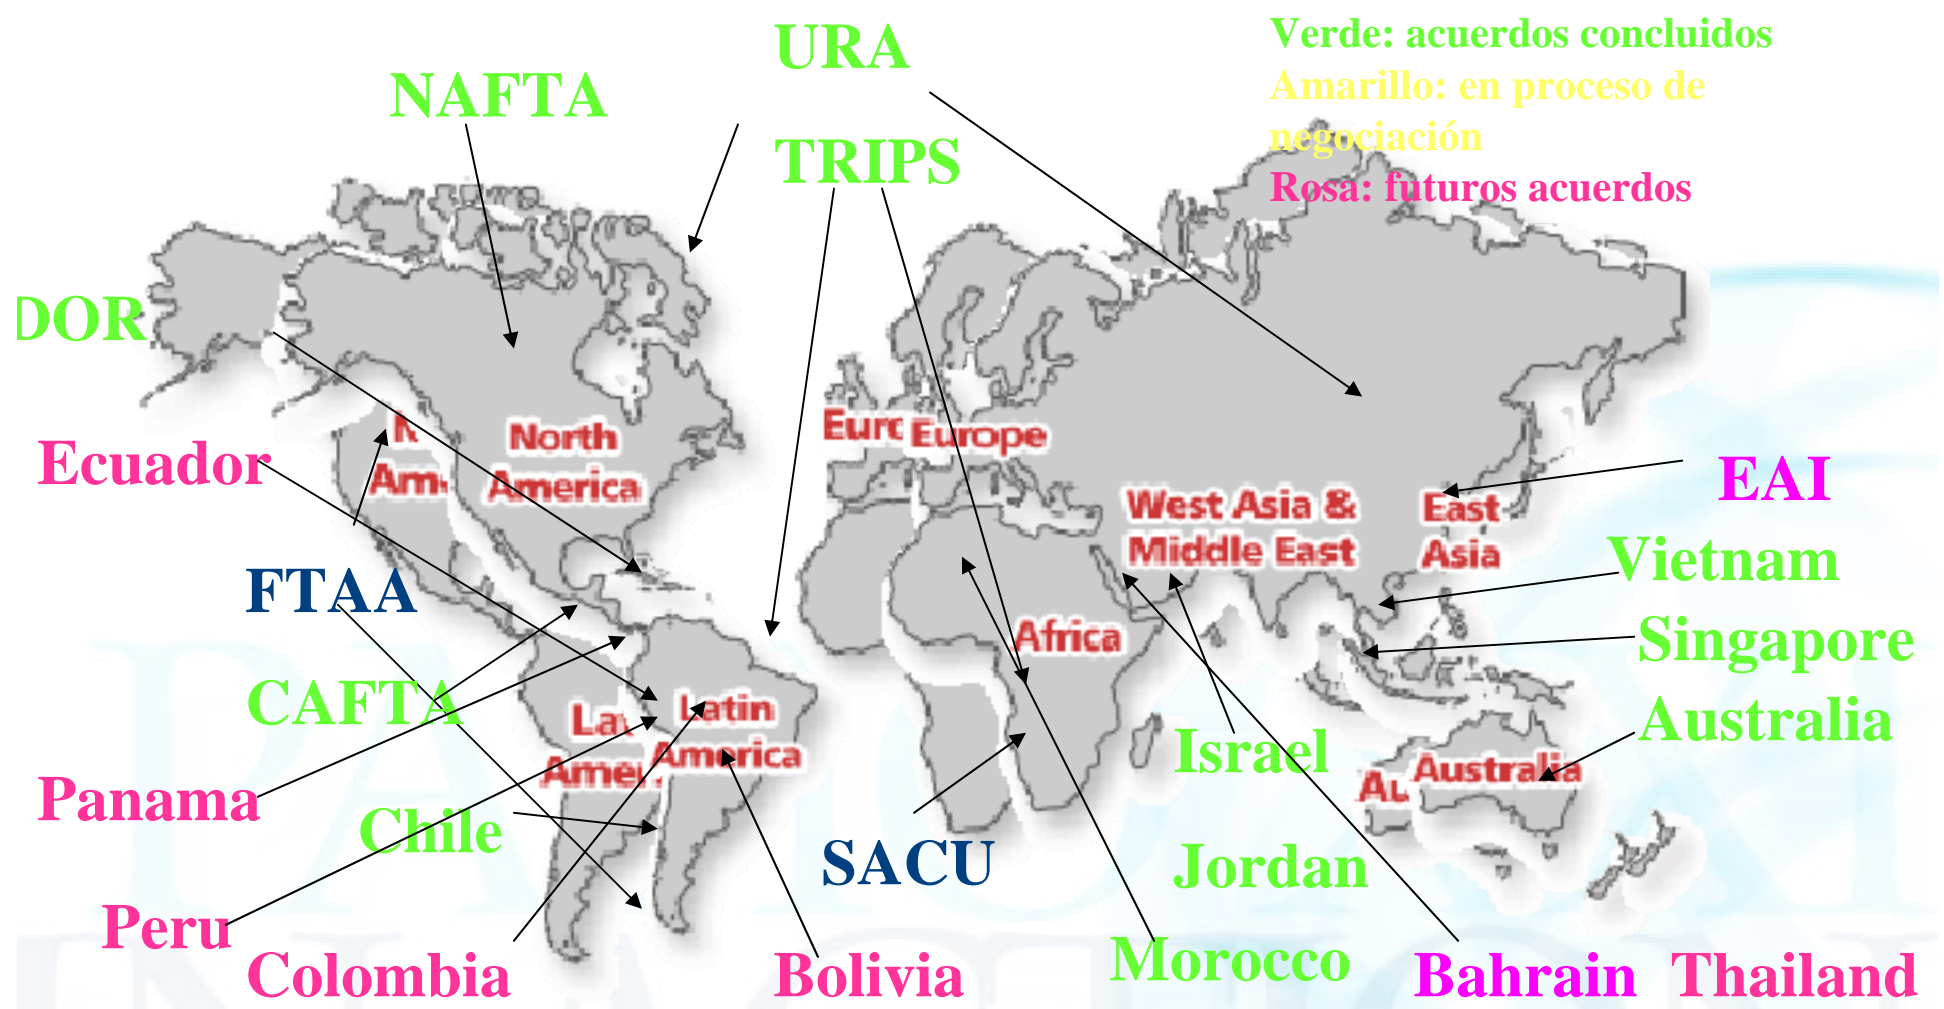 URA
Verde: acuerdos concluidos
NAFTA
Amarillo: en proceso de
negociación
TRIPS
Rosa: futuros acuerdos
DOR
Ecuador
North
America
Europe
EAI
West Asia &
Middle East
East
Asia
Vietnam
FTAA
Africa
Singapore
CAFTA
Latin
America
Australia
Israel
Australia
Panama
Chile
SACU
Jordan
Peru
Colombia
Bolivia
Morocco
Bahrain
Thailand